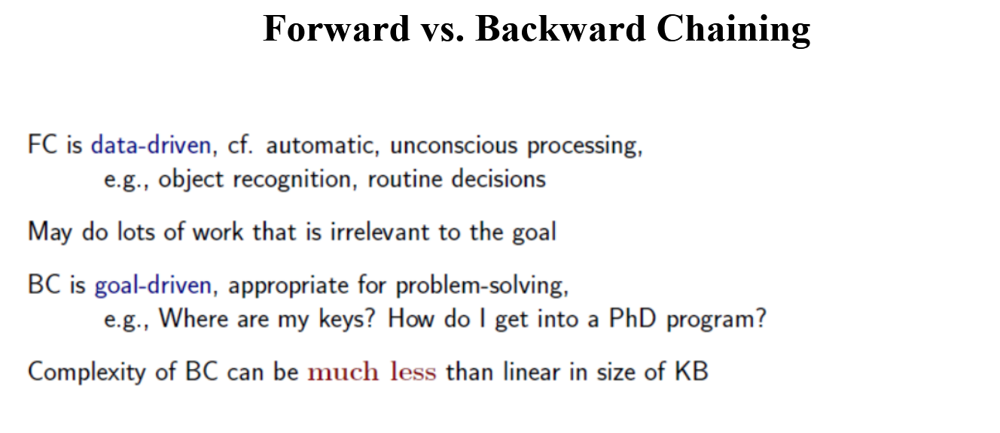 Forward vs. Backward Chaining
FC is data-driven, cf. automatic, unconscious processing,
e.g., object recognition, routine decisions
May do lots of work that is irrelevant to the goal
BC is goal-driven, appropriate for problem-solving,
e.g., Where are my keys? How do I get into a PhD program?
Complexity of BC can be much less than linear in size of KB